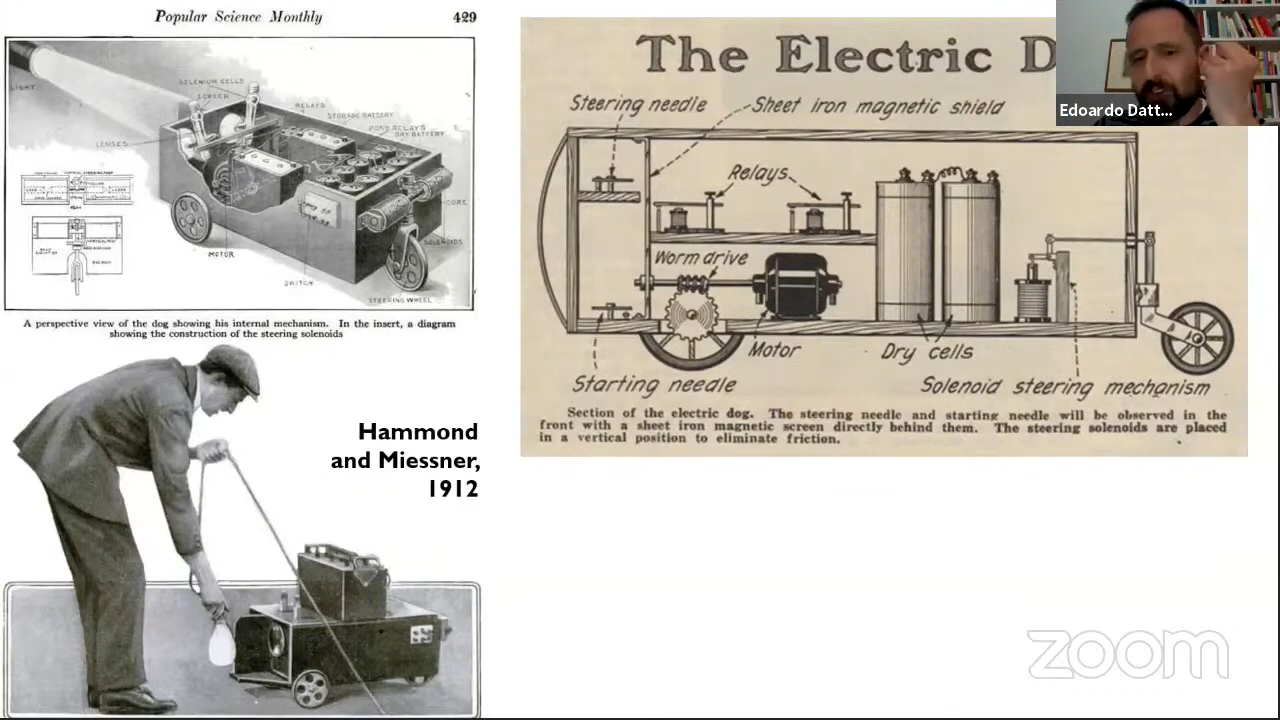 Popular Science Monthly
429
LIGHT
SELENIUM CELLS
SCREEN
RELAYS
STORAGE BATTERY
DRY BATTERY
LENSES
CORE
SOLENOIDS
MOTOR
SWITCH
STEERING WHEEL
A perspective view of the dog showing his internal mechanism. In the insert, a diagram
showing the construction of the steering solenoids
Hammond
and Miessner,
1912
The Electric D
Steering needle
Sheet iron magnetic shield
Relays
Worm drive
Motor
Dry cells
Starting needle
Solenoid steering mechanism
Section of the electric dog. The steering needle and starting needle will be observed in the
front with a sheet iron magnetic screen directly behind them. The steering solenoids are placed
in a vertical position to eliminate friction.
Edoardo Datt...
zoom